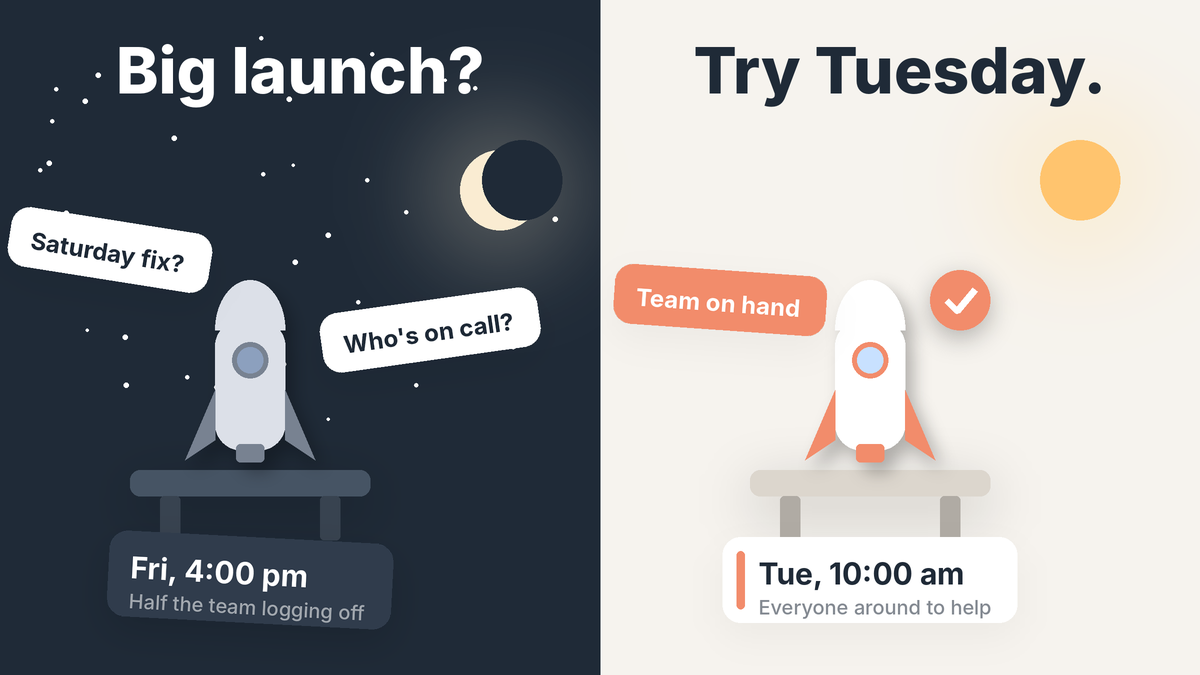 Big launch?
Saturday fix?
Who's on call?
Fri, 4:00 pm
Half the team logging off
Try Tuesday.
Team on hand
Tue, 10:00 am
Everyone around to help